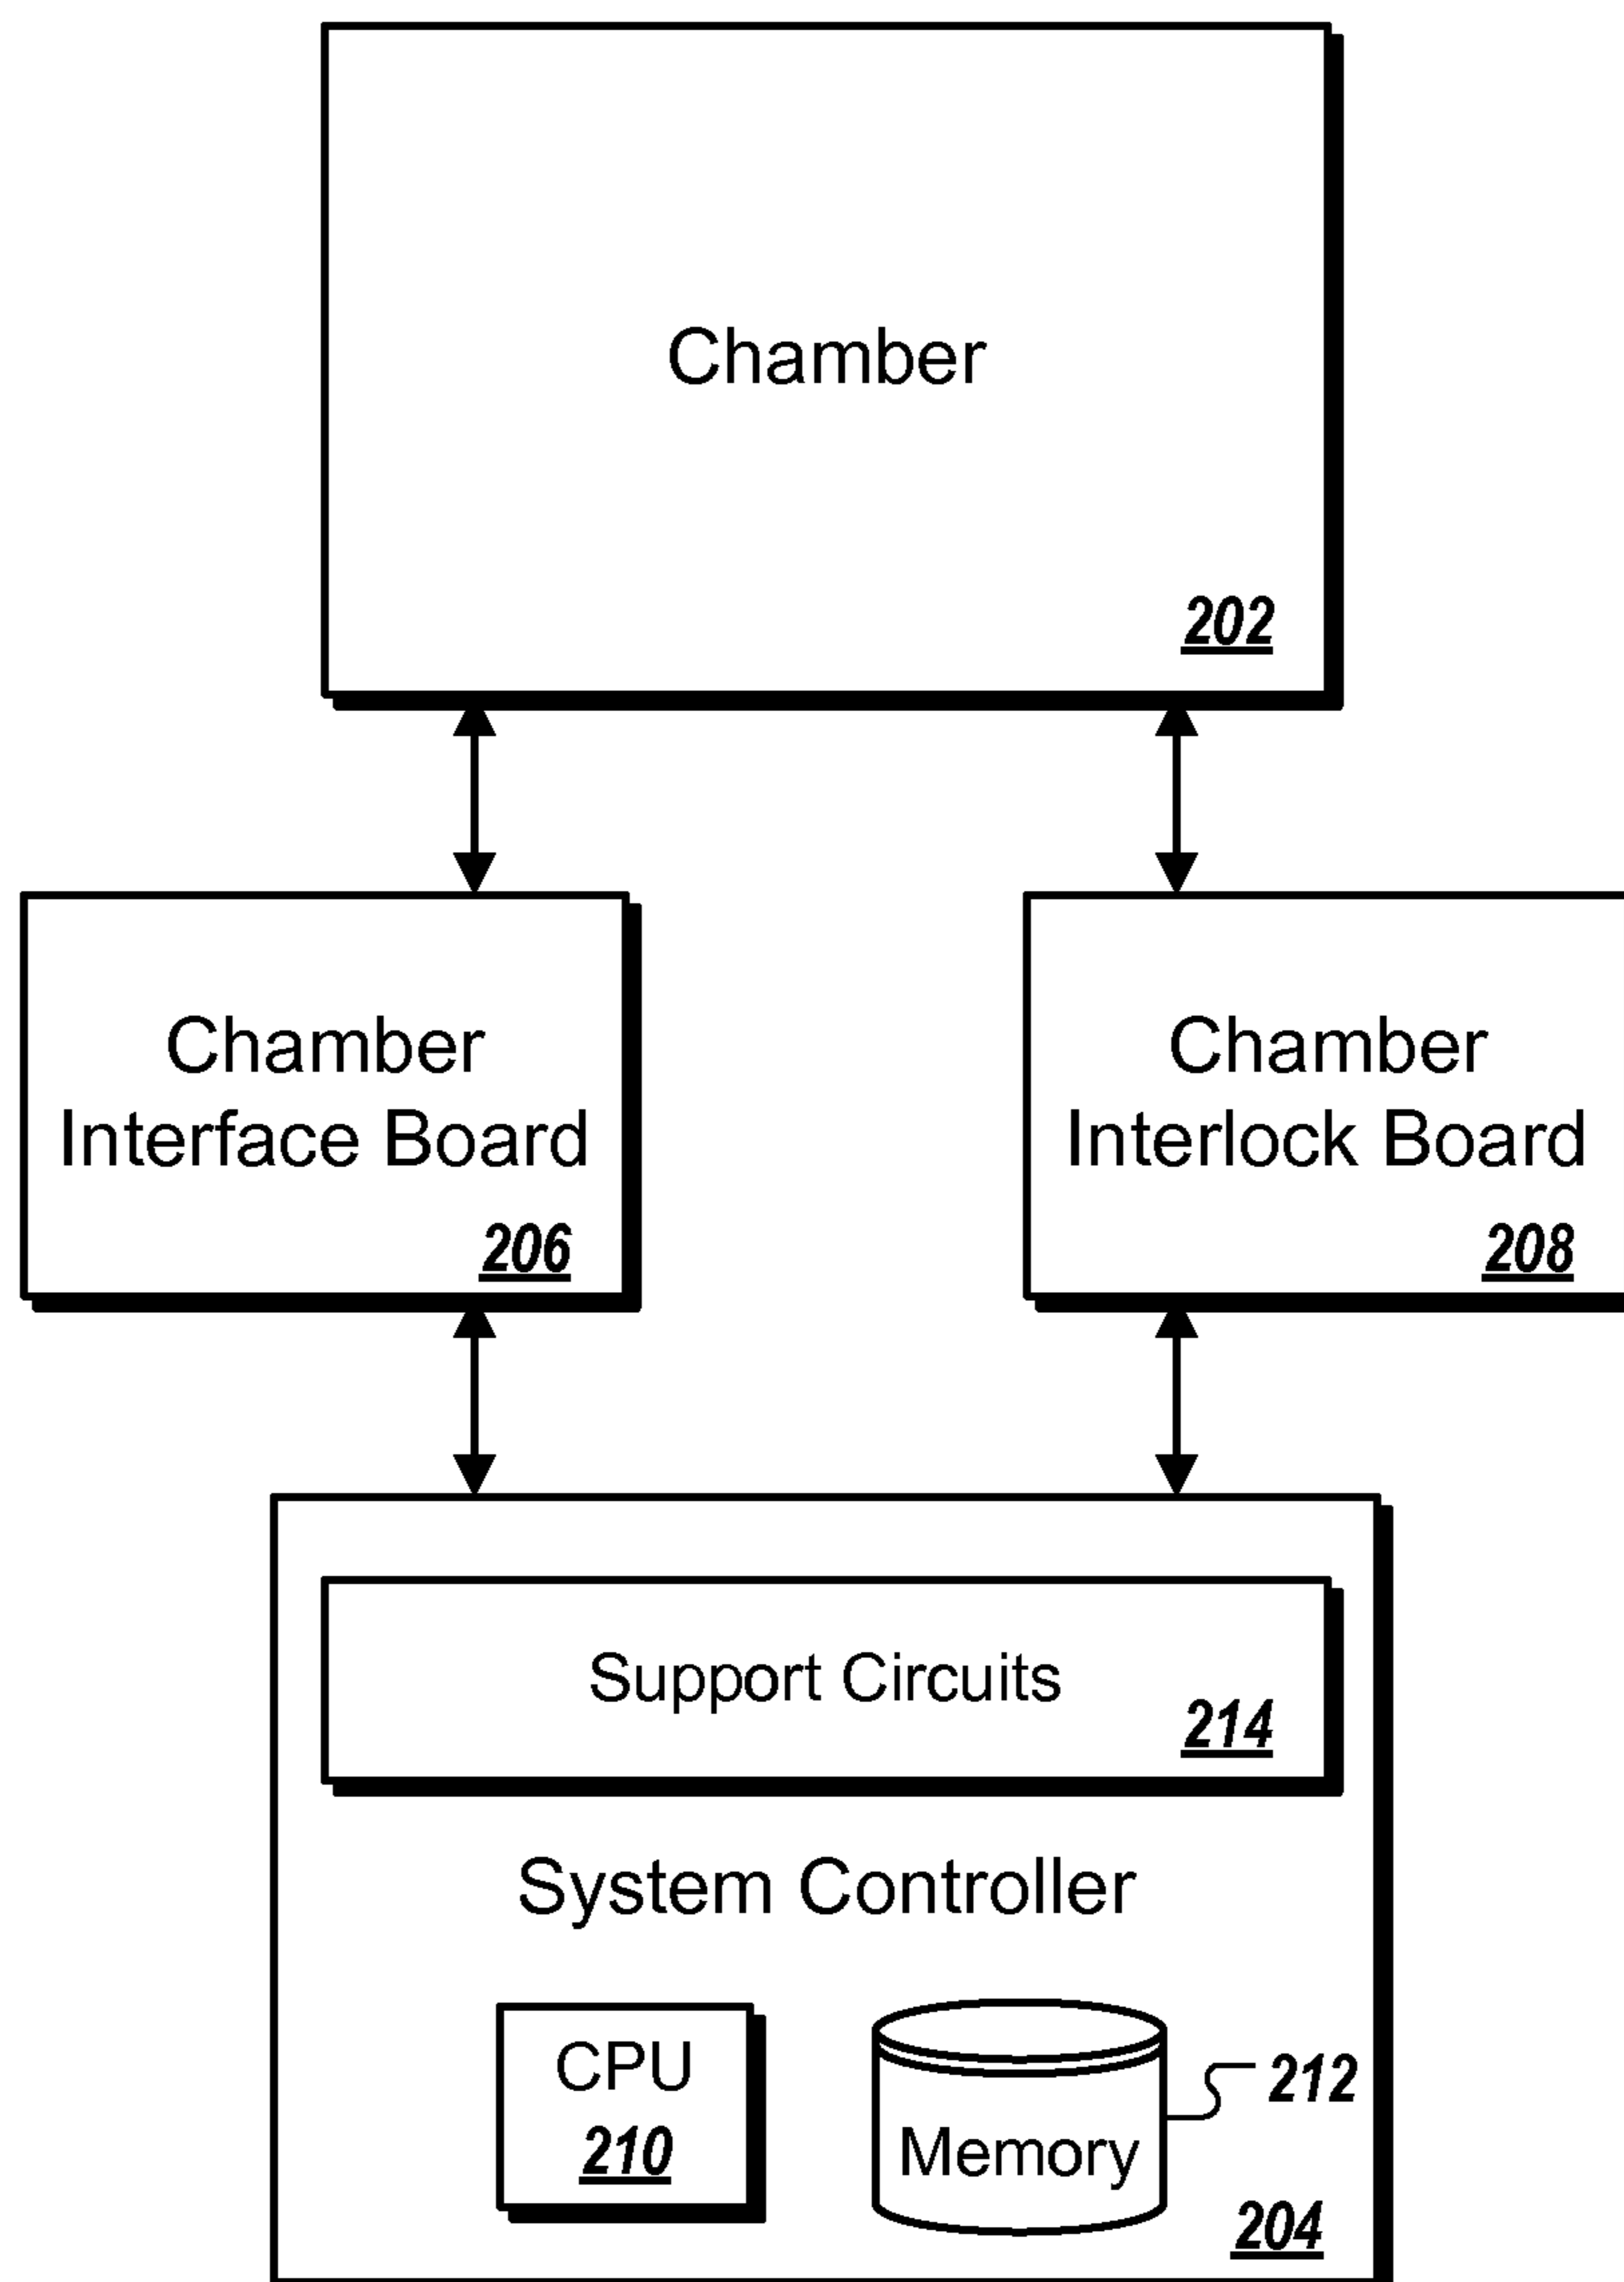 Chamber
202
Chamber
Interface Board
206
Chamber
Interlock Board
208
Support Circuits
214
System Controller
CPU
210
Memory
212
204